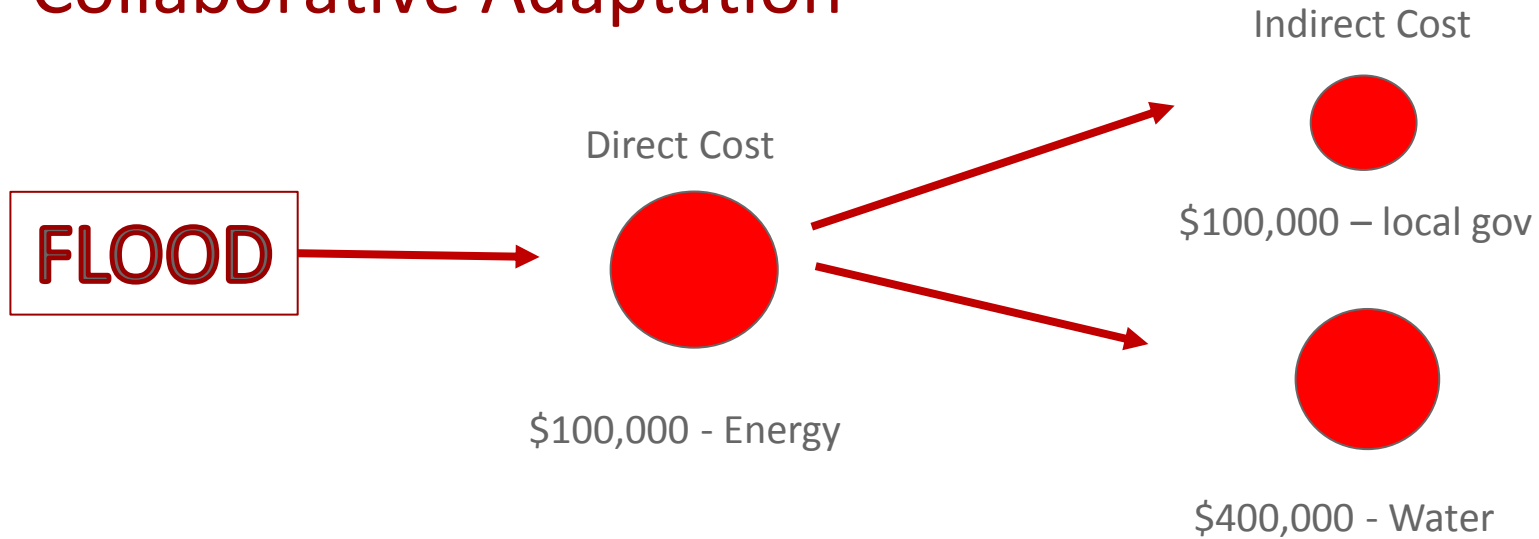 Collaborative Adaptation
Indirect Cost
Direct Cost
FLOOD
$100,000 – local gov
$100,000 - Energy
$400,000 - Water